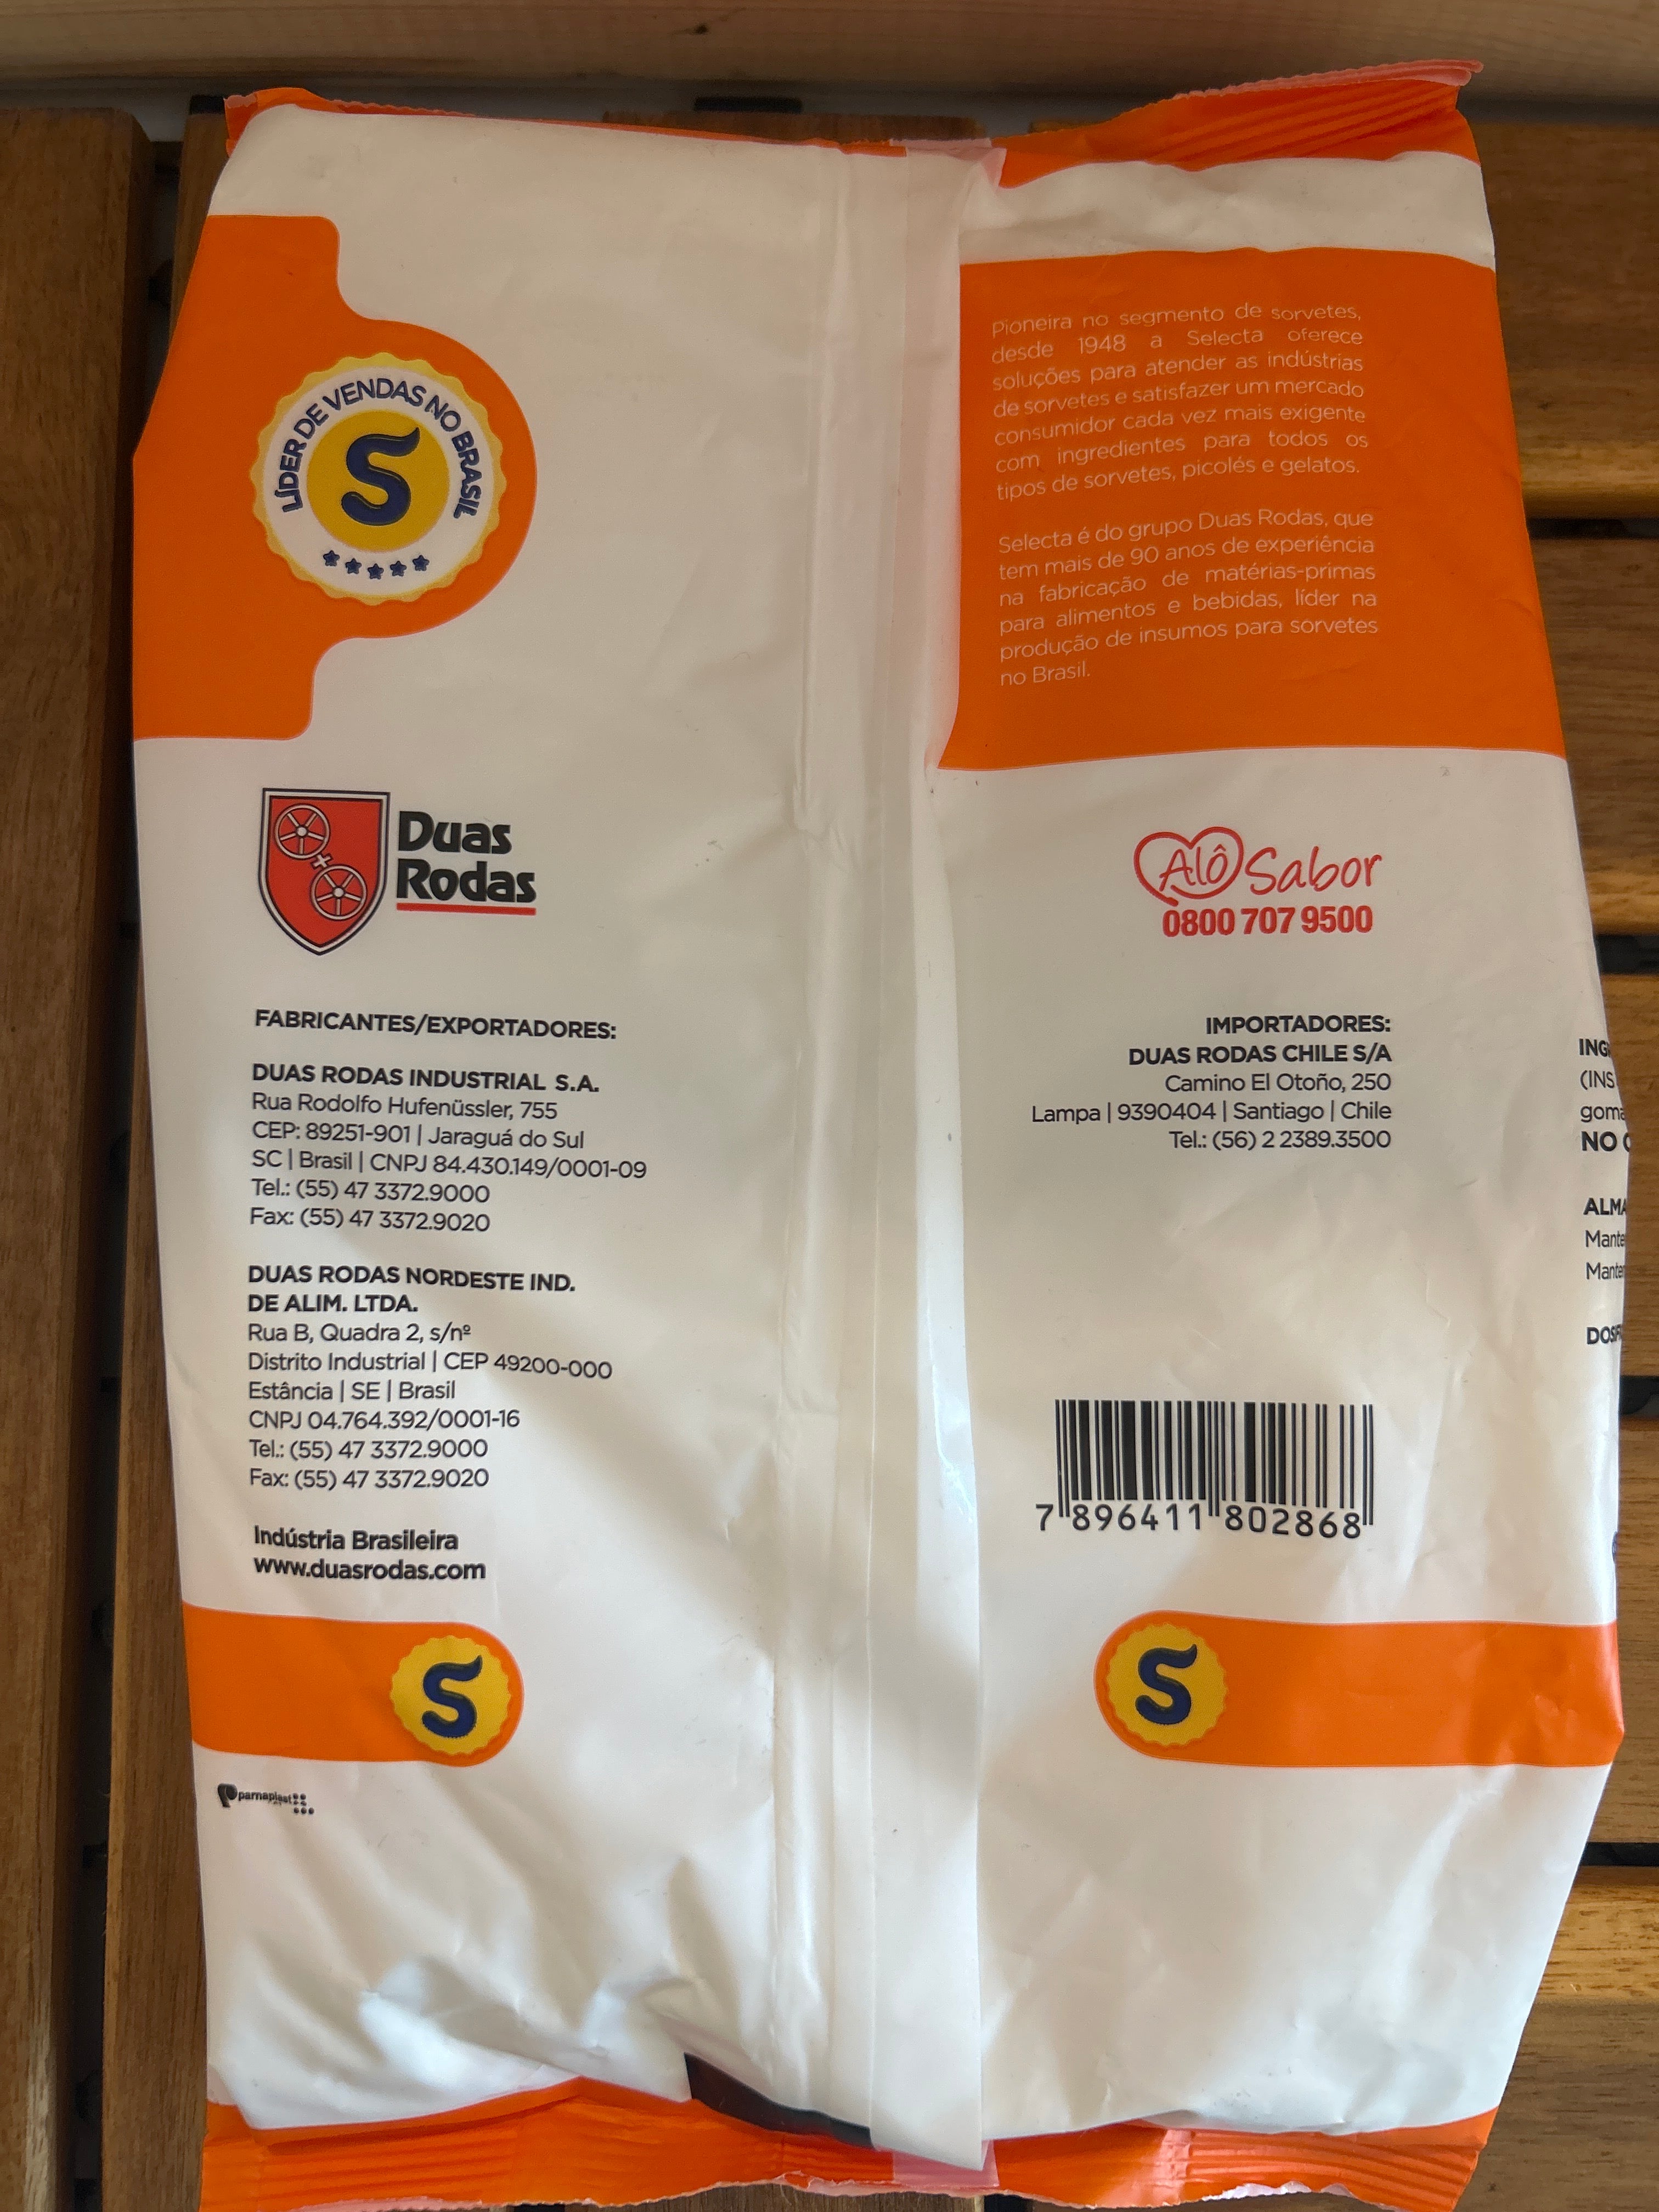 LÍDER DE VENDAS NO BRASIL
S
Pioneira no segmento de sorvetes,
desde 1948 a Selecta oferece
soluções para atender as indústrias
de sorvetes e satisfazer um mercado
consumidor cada vez mais exigente
com ingredientes para todos os
tipos de sorvetes, picolés e gelatos.
Selecta é do grupo Duas Rodas, que
tem mais de 90 anos de experiência
na fabricação de matérias-primas
para alimentos e bebidas, líder na
produção de insumos para sorvetes
no Brasil.
Duas
Rodas
Alô Sabor
0800 707 9500
FABRICANTES/EXPORTADORES:
DUAS RODAS INDUSTRIAL S.A.
Rua Rodolfo Hufenüssler, 755
CEP: 89251-901 | Jaraguá do Sul
SC | Brasil | CNPJ 84.430.149/0001-09
Tel.: (55) 47 3372.9000
Fax: (55) 47 3372.9020
DUAS RODAS NORDESTE IND.
DE ALIM. LTDA.
Rua B, Quadra 2, s/nº
Distrito Industrial | CEP 49200-000
Estância | SE | Brasil
CNPJ 04.764.392/0001-16
Tel.: (55) 47 3372.9000
Fax: (55) 47 3372.9020
Indústria Brasileira
www.duasrodas.com
IMPORTADORES:
DUAS RODAS CHILE S/A
Camino El Otoño, 250
Lampa | 9390404 | Santiago | Chile
Tel.: (56) 2 2389.3500
(INS
NO
7 896411 802868
S
S
parnaplast